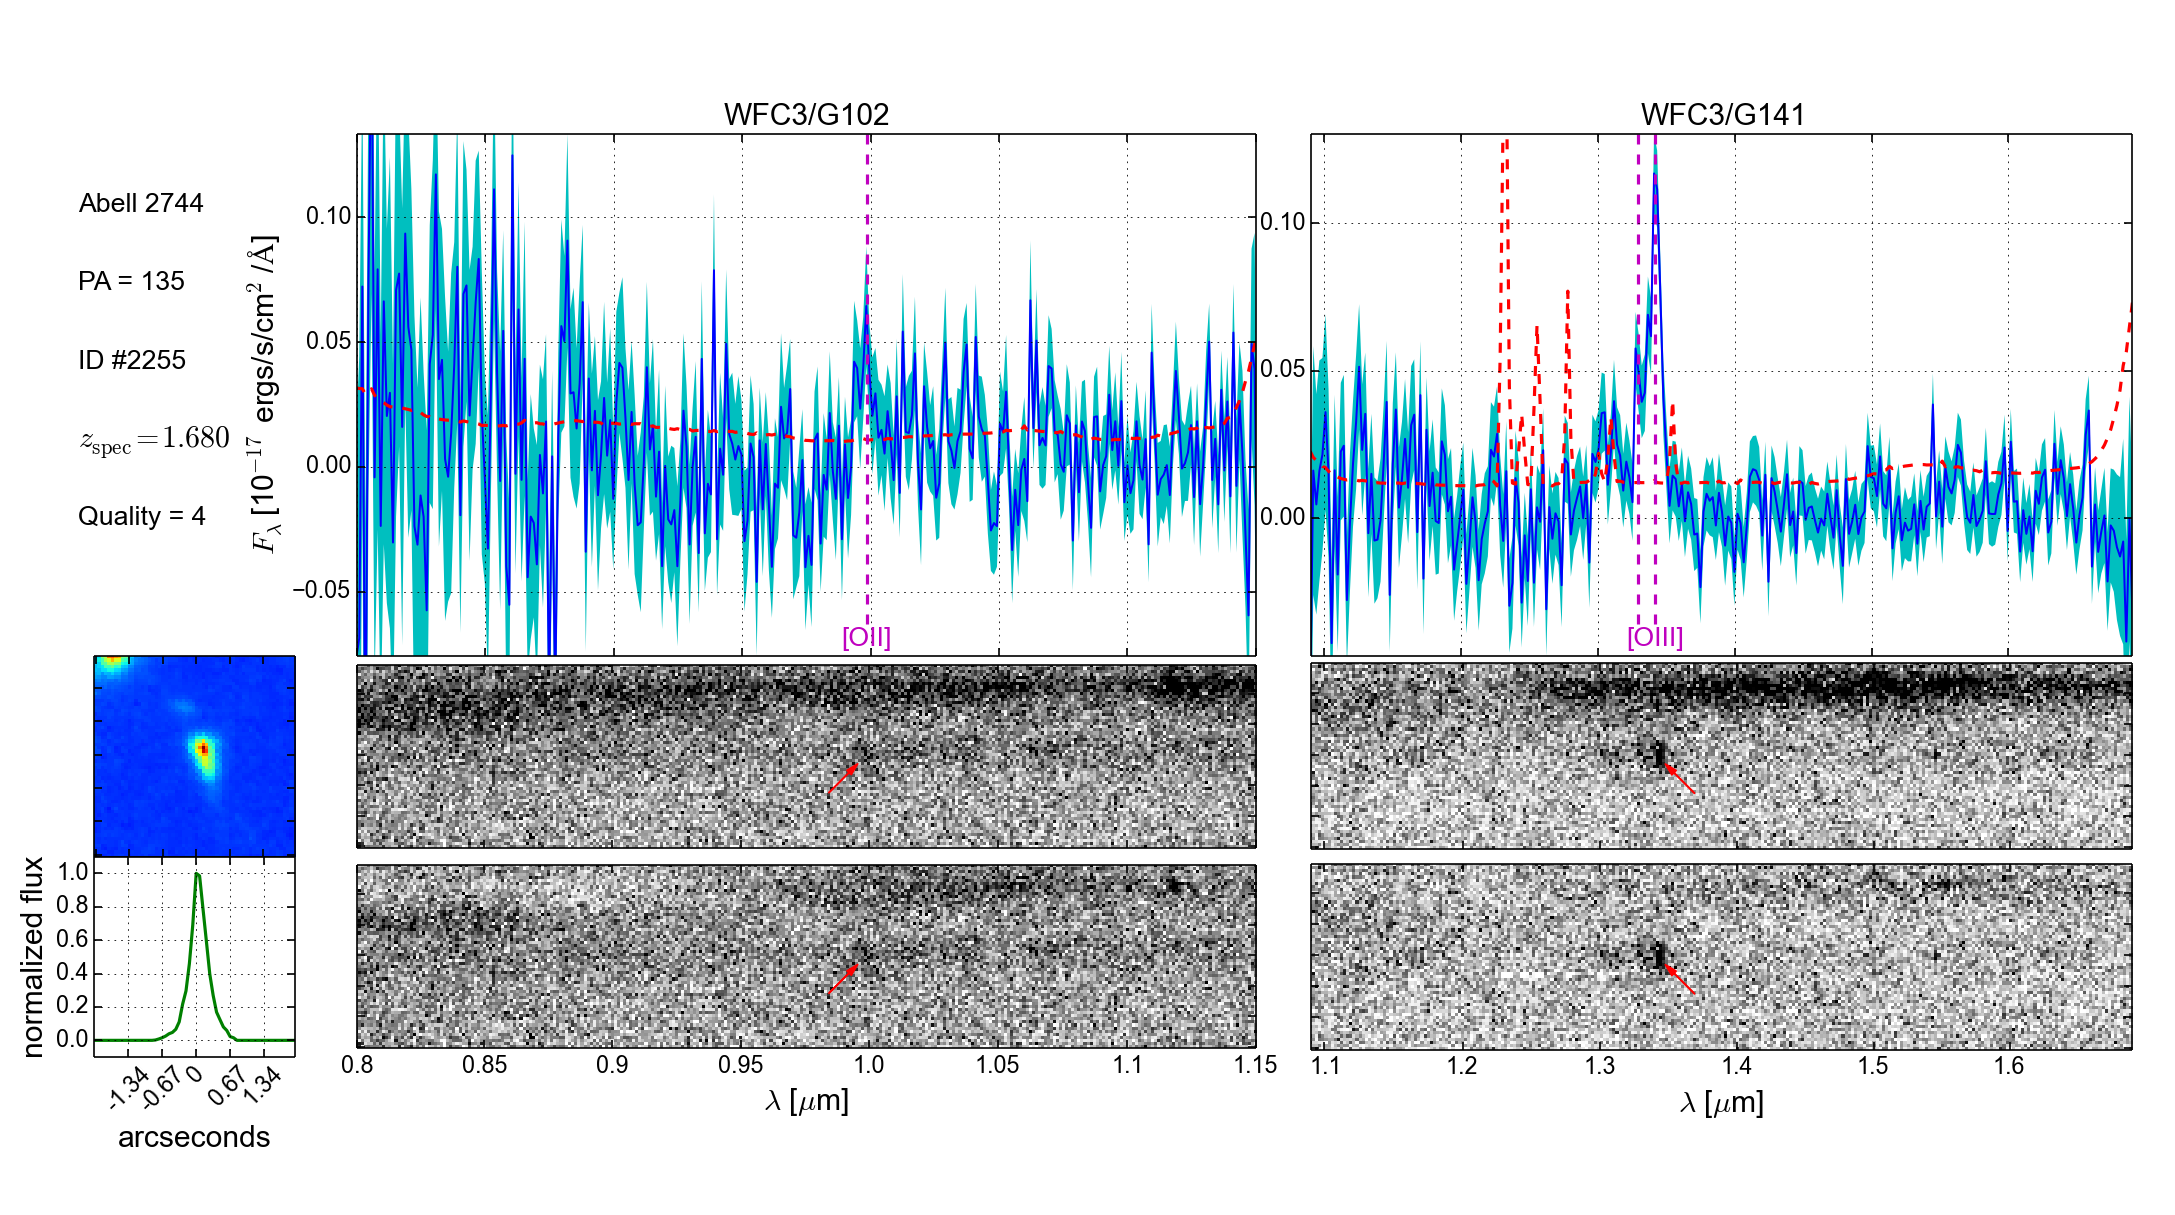 WFC3/G102
WFC3/G141
Abell 2744
PA = 135
ID #2255
z_spec = 1.680
Quality = 4
F_λ [10^−17 ergs/s/cm^2 /Å]
0.10
0.05
0.00
−0.05
[OII]
0.10
0.05
0.00
[OIII]
normalized flux
1.0
0.8
0.6
0.4
0.2
0.0
-1.34 -0.67 0 0.67 1.34
arcseconds
0.8 0.85 0.9 0.95 1.0 1.05 1.1 1.15
λ [μm]
1.1 1.2 1.3 1.4 1.5 1.6
λ [μm]